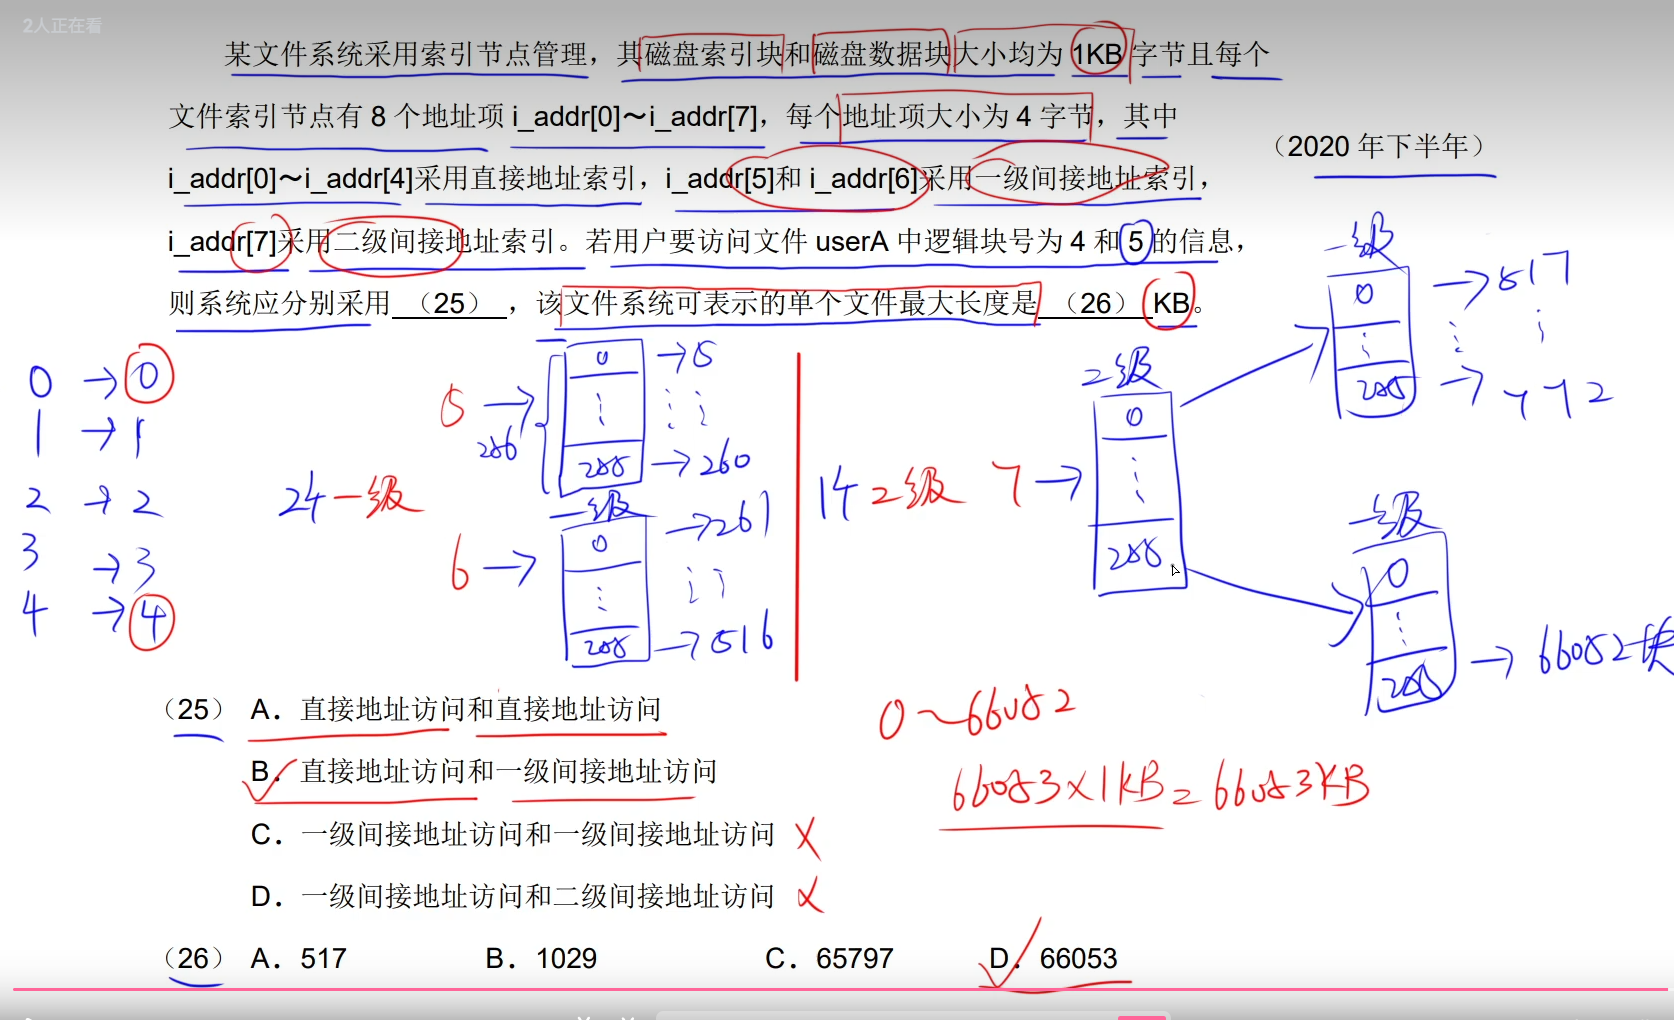 2人正在看
某文件系统采用索引节点管理，其磁盘索引块和磁盘数据块大小均为 1KB 字节且每个
文件索引节点有 8 个地址项 i_addr[0]～i_addr[7]，每个地址项大小为 4 字节，其中
（2020 年下半年）
i_addr[0]～i_addr[4]采用直接地址索引，i_addr[5]和 i_addr[6]采用一级间接地址索引，
i_addr[7]采用二级间接地址索引。若用户要访问文件 userA 中逻辑块号为 4 和 5 的信息，
则系统应分别采用 （25） ，该文件系统可表示的单个文件最大长度是 （26） KB。
0 → 0
1 → 1
2 → 2
3 → 3
4 → 4
2个一级
5 →
256
0 → 5
255 → 260
一级
6 →
0 → 261
255 → 516
1个2级 7 →
2级
0
255
一级
0 → 517
255 → 772
一级
0
255 → 66052块
（25） A．直接地址访问和直接地址访问
B．直接地址访问和一级间接地址访问
C．一级间接地址访问和一级间接地址访问 X
D．一级间接地址访问和二级间接地址访问 X
0～66052
66053×1KB=66053KB
（26） A．517 B．1029 C．65797 D．66053